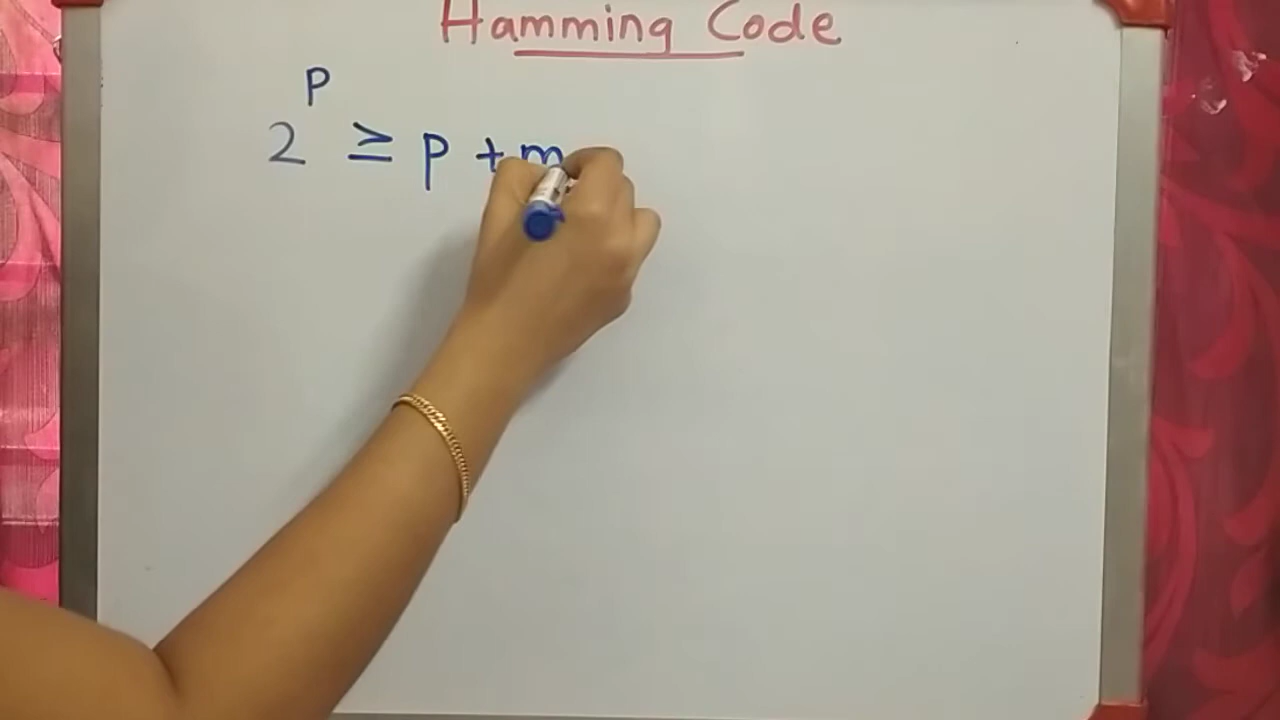 Hamming Code
2^P ≥ p + m